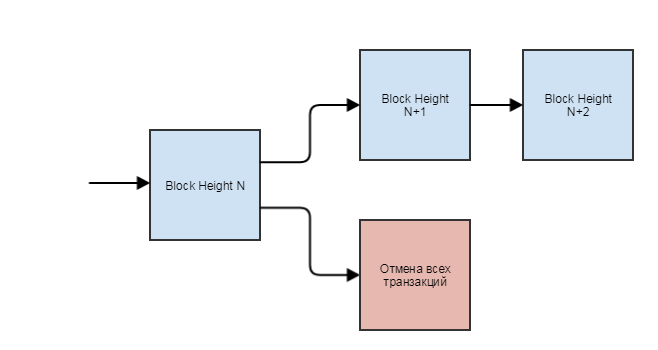 Block Height
N+1
Block Height
N+2
Block Height N
Отмена всех
транзакций